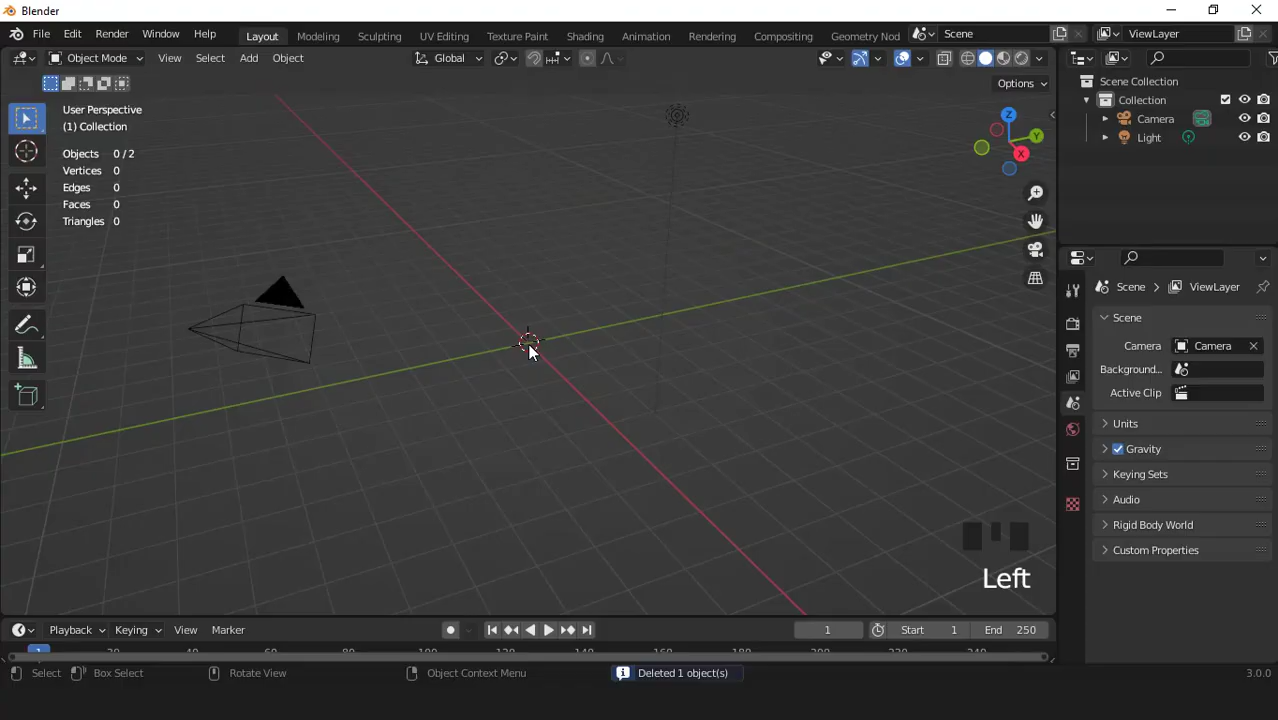 Blender
File Edit Render Window Help Layout Modeling Sculpting UV Editing Texture Paint Shading Animation Rendering Compositing Geometry Nod Scene ViewLayer
Object Mode View Select Add Object Global
Options
User Perspective
(1) Collection
Objects 0 / 2
Vertices 0
Edges 0
Faces 0
Triangles 0
Z
Y
X
Left
Scene Collection
Collection
Camera
Light
Scene > ViewLayer
Scene
Camera Camera
Background...
Active Clip
Units
Gravity
Keying Sets
Audio
Rigid Body World
Custom Properties
Playback Keying View Marker 1 Start 1 End 250
1
Select Box Select Rotate View Object Context Menu Deleted 1 object(s) 3.0.0